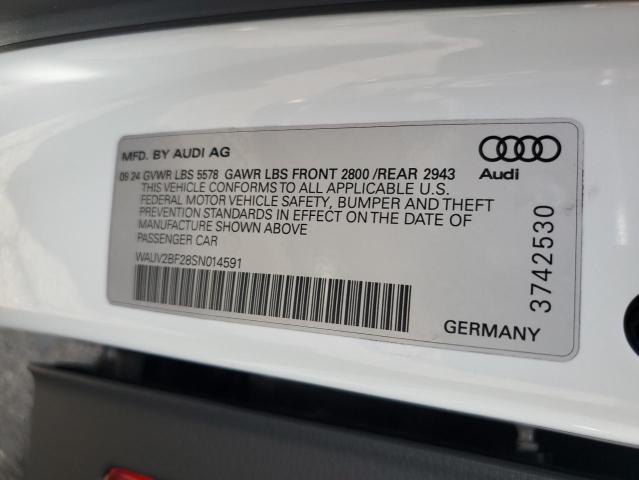 MFD. BY AUDI AG
09 24 GVWR LBS 5578 GAWR LBS FRONT 2800 /REAR 2943
THIS VEHICLE CONFORMS TO ALL APPLICABLE U.S.
FEDERAL MOTOR VEHICLE SAFETY, BUMPER AND THEFT
PREVENTION STANDARDS IN EFFECT ON THE DATE OF
MANUFACTURE SHOWN ABOVE
PASSENGER CAR
WAUV2BF28SN014591
Audi
3742530
GERMANY